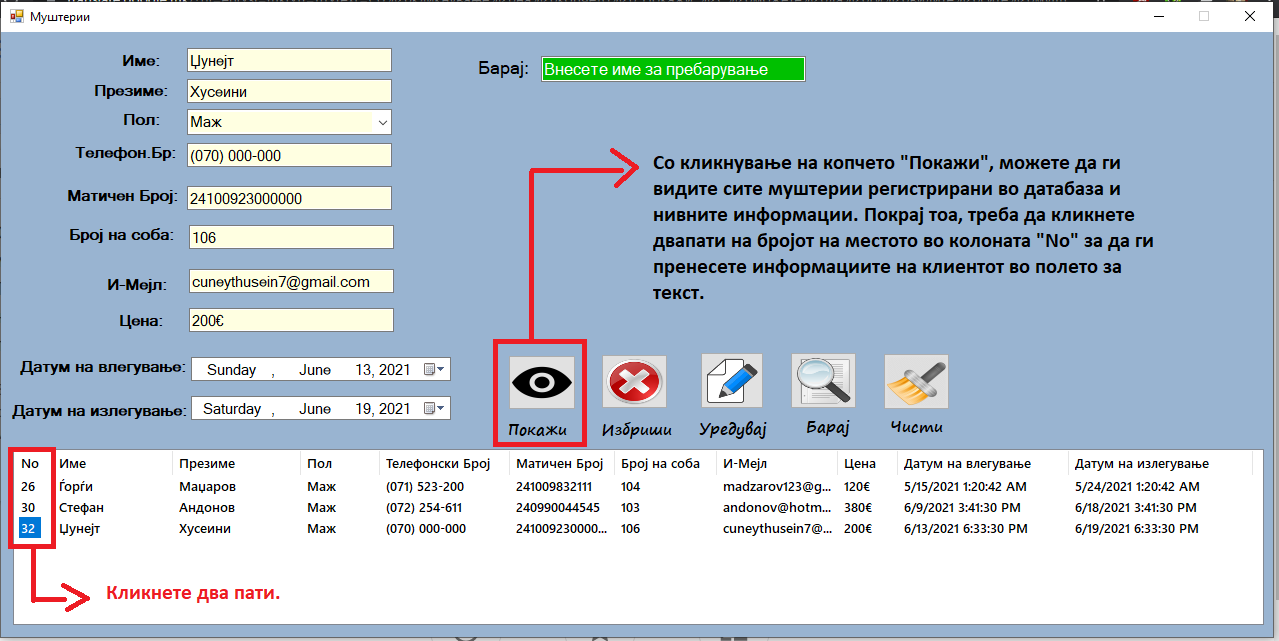 Муштерии
Име: Џунејт
Барај: Внесете име за пребарување
Презиме: Хусеини
Пол: Маж
Телефон.Бр: (070) 000-000
Матичен Број: 24100923000000
Број на соба: 106
И-Мејл: cuneythusein7@gmail.com
Цена: 200€
Датум на влегување: Sunday , June 13, 2021
Датум на излегување: Saturday , June 19, 2021
Со кликнување на копчето "Покажи", можете да ги
видите сите муштерии регистрирани во датабаза и
нивните информации. Покрај тоа, треба да кликнете
двапати на бројот на местото во колоната "No" за да ги
пренесете информациите на клиентот во полето за
текст.
Покажи Избриши Уредувај Барај Чисти
No Име Презиме Пол Телефонски Број Матичен Број Број на соба И-Мејл Цена Датум на влегување Датум на излегување
26 Ѓорѓи Маџаров Маж (071) 523-200 241009832111 104 madzarov123@g... 120€ 5/15/2021 1:20:42 AM 5/24/2021 1:20:42 AM
30 Стефан Андонов Маж (072) 254-611 240990044545 103 andonov@hotm... 380€ 6/9/2021 3:41:30 PM 6/18/2021 3:41:30 PM
32 Џунејт Хусеини Маж (070) 000-000 241009230000... 106 cuneythusein7@... 200€ 6/13/2021 6:33:30 PM 6/19/2021 6:33:30 PM
Кликнете два пати.